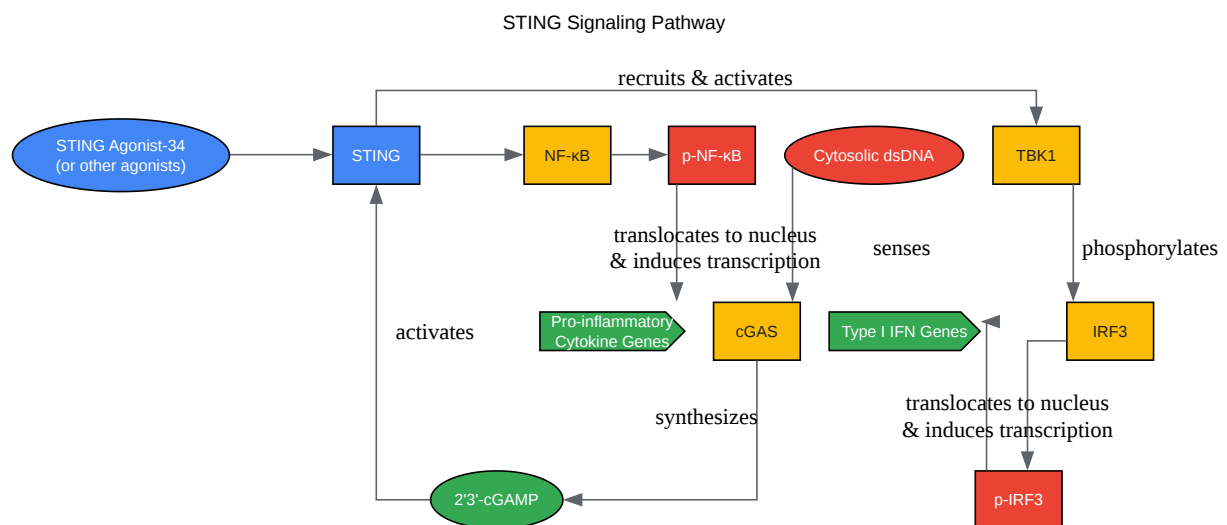 STING Signaling Pathway
recruits & activates
STING Agonist-34
(or other agonists)
STING
NF-κB
p-NF-κB
Cytosolic dsDNA
TBK1
translocates to nucleus
& induces transcription
senses
phosphorylates
activates
Pro-inflammatory
Cytokine Genes
cGAS
Type I IFN Genes
IRF3
synthesizes
translocates to nucleus
& induces transcription
2'3'-cGAMP
p-IRF3